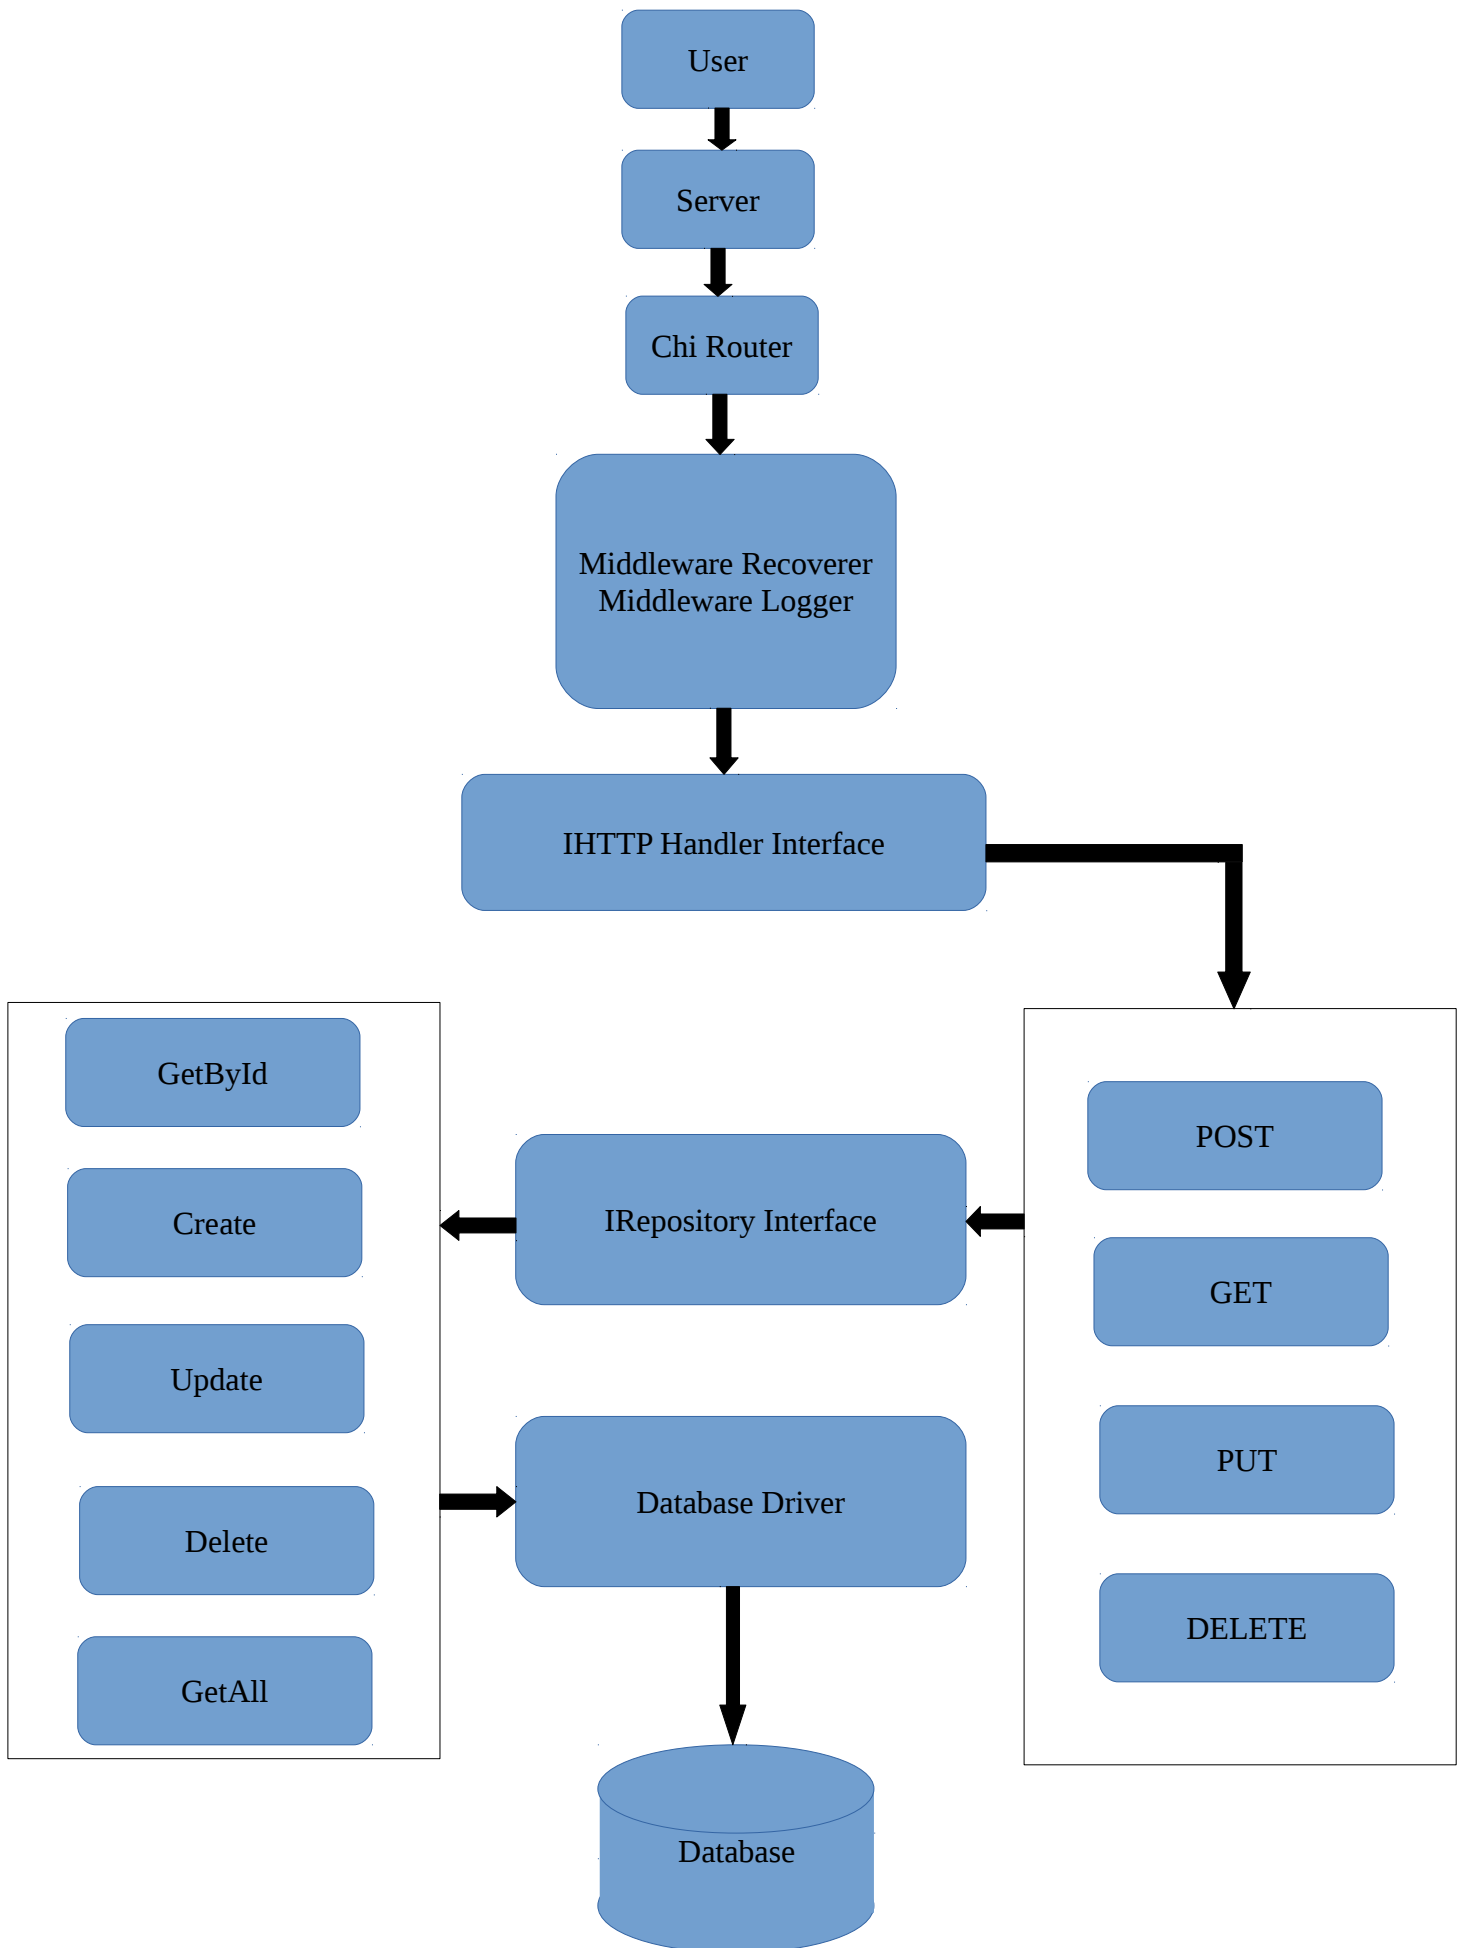 User
Server
Chi Router
Middleware Recoverer
Middleware Logger
IHTTP Handler Interface
GetById
Create
Update
Delete
GetAll
IRepository Interface
Database Driver
Database
POST
GET
PUT
DELETE